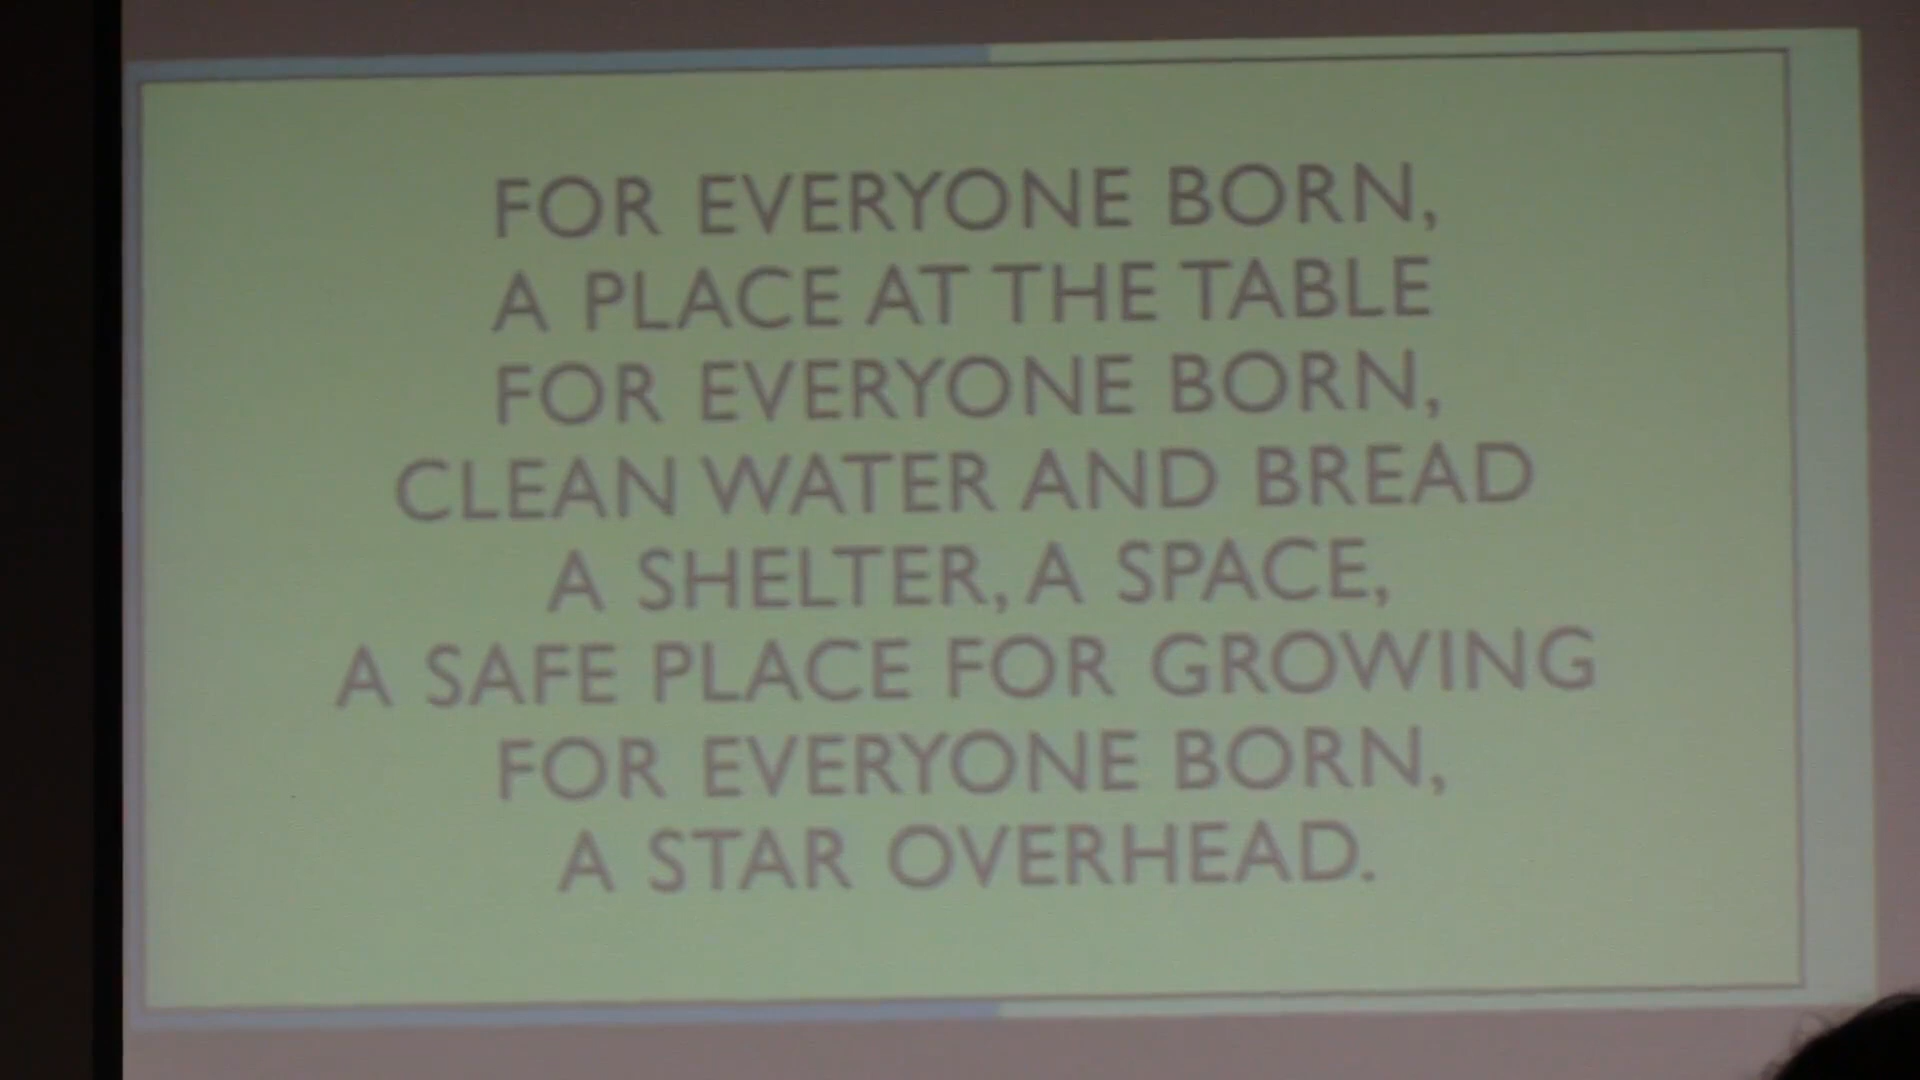 FOR EVERYONE BORN,
A PLACE AT THE TABLE
FOR EVERYONE BORN,
CLEAN WATER AND BREAD
A SHELTER, A SPACE,
A SAFE PLACE FOR GROWING
FOR EVERYONE BORN,
A STAR OVERHEAD.